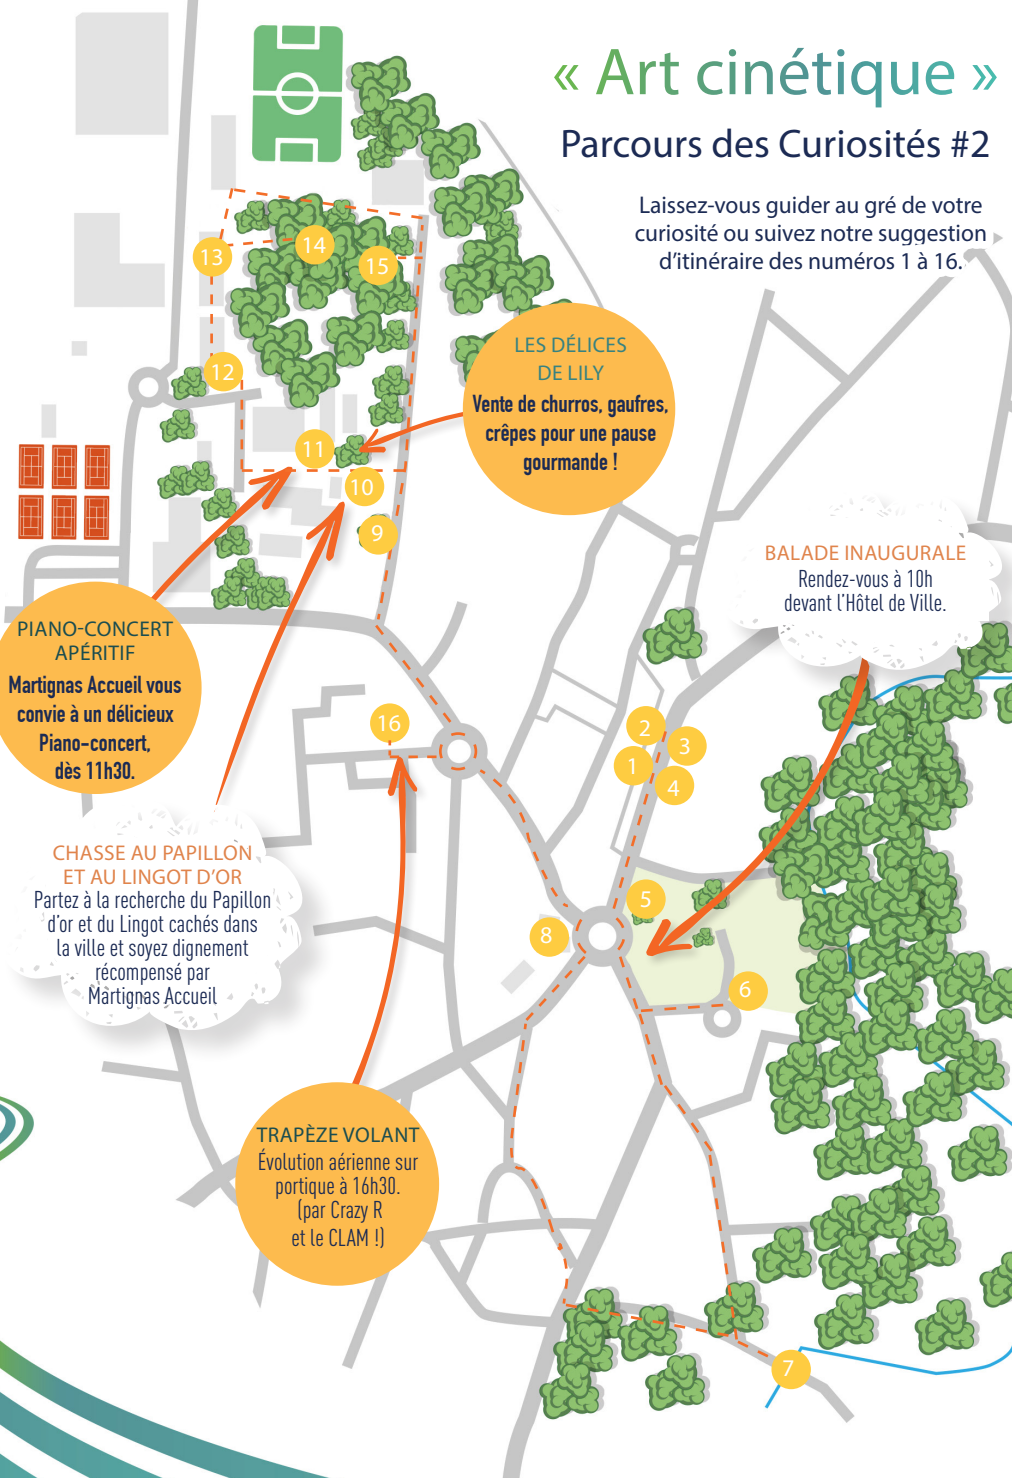 « Art cinétique »
Parcours des Curiosités #2
Laissez-vous guider au gré de votre
curiosité ou suivez notre suggestion
d'itinéraire des numéros 1 à 16.
14
13
15
LES DÉLICES
DE LILY
Vente de churros, gaufres,
crêpes pour une pause
gourmande !
12
11
10
9
BALADE INAUGURALE
Rendez-vous à 10h
devant l'Hôtel de Ville.
PIANO-CONCERT
APÉRITIF
Martignas Accueil vous
convie à un délicieux
Piano-concert,
dès 11h30.
16
2
3
1
4
CHASSE AU PAPILLON
ET AU LINGOT D'OR
Partez à la recherche du Papillon
d'or et du Lingot cachés dans
la ville et soyez dignement
récompensé par
Martignas Accueil
5
8
6
TRAPÈZE VOLANT
Évolution aérienne sur
portique à 16h30.
(par Crazy R
et le CLAM !)
7